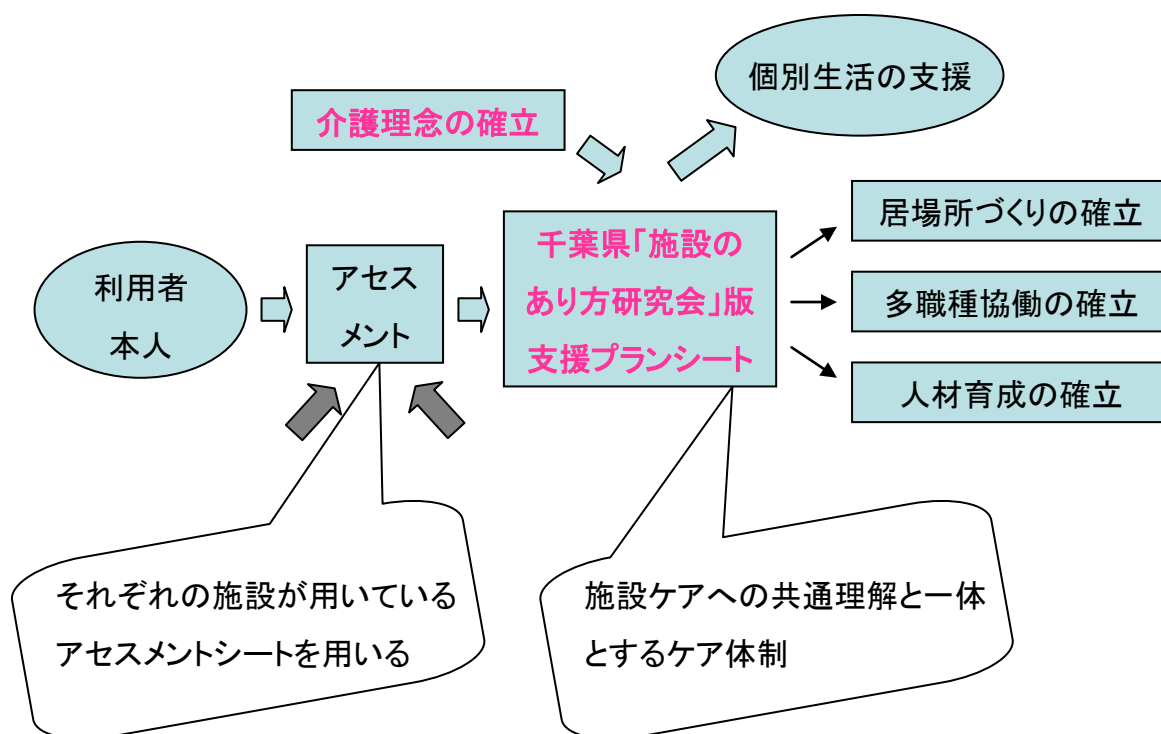 個別生活の支援
介護理念の確立
利用者
本人
アセス
メント
千葉県「施設の
あり方研究会」版
支援プランシート
居場所づくりの確立
多職種協働の確立
人材育成の確立
それぞれの施設が用いている
アセスメントシートを用いる
施設ケアへの共通理解と一体
とするケア体制